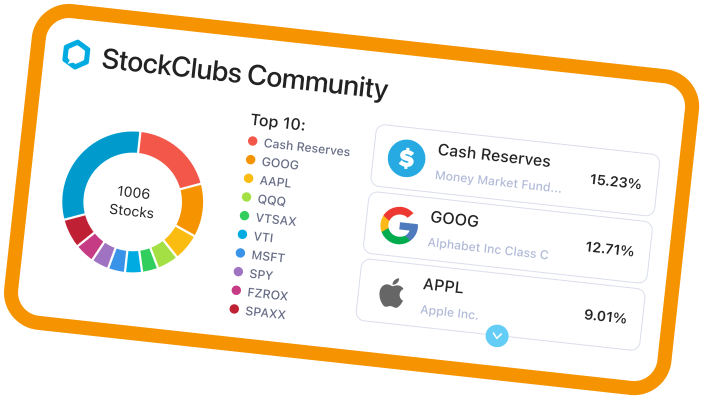 StockClubs Community
1006
Stocks
Top 10:
Cash Reserves
GOOG
AAPL
QQQ
VTSAX
VTI
MSFT
SPY
FZROX
SPAXX
Cash Reserves
Money Market Fund...
15.23%
GOOG
Alphabet Inc Class C
12.71%
APPL
Apple Inc.
9.01%